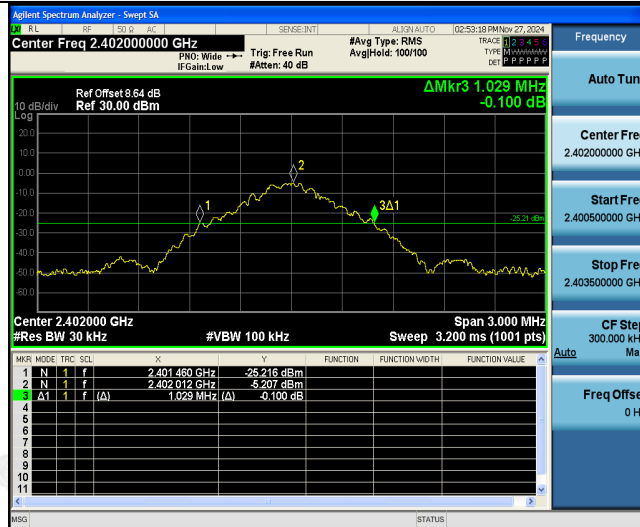 Agilent Spectrum Analyzer - Swept SA
LXI RL RF 50 Ω AC SENSE:INT ALIGN AUTO 02:53:18 PM Nov 27, 2024
Center Freq 2.402000000 GHz
PNO: Wide
IFGain:Low
Trig: Free Run
#Atten: 40 dB
#Avg Type: RMS
Avg|Hold: 100/100
TRACE 1 2 3 4 5 6
TYPE M
DET P P P P P P
Frequency
Ref Offset 8.64 dB
Ref 30.00 dBm
10 dB/div
Log
ΔMkr3 1.029 MHz
-0.100 dB
20.0
10.0
0.00
-10.0
-20.0
-30.0
-40.0
-50.0
-60.0
1
2
3Δ1
-25.21 dBm
Center 2.402000 GHz
#Res BW 30 kHz
#VBW 100 kHz
Span 3.000 MHz
Sweep 3.200 ms (1001 pts)
MKR MODE TRC SCL X Y FUNCTION FUNCTION WIDTH FUNCTION VALUE
1 N 1 f 2.401 460 GHz -25.216 dBm
2 N 1 f 2.402 012 GHz -5.207 dBm
3 Δ1 1 f (Δ) 1.029 MHz (Δ) -0.100 dB
4
5
6
7
8
9
10
11
MSG STATUS
Auto Tun
Center Fre
2.402000000 GH
Start Fre
2.400500000 GH
Stop Fre
2.403500000 GH
CF Ste
300.000 kH
Auto Ma
Freq Offse
0 H